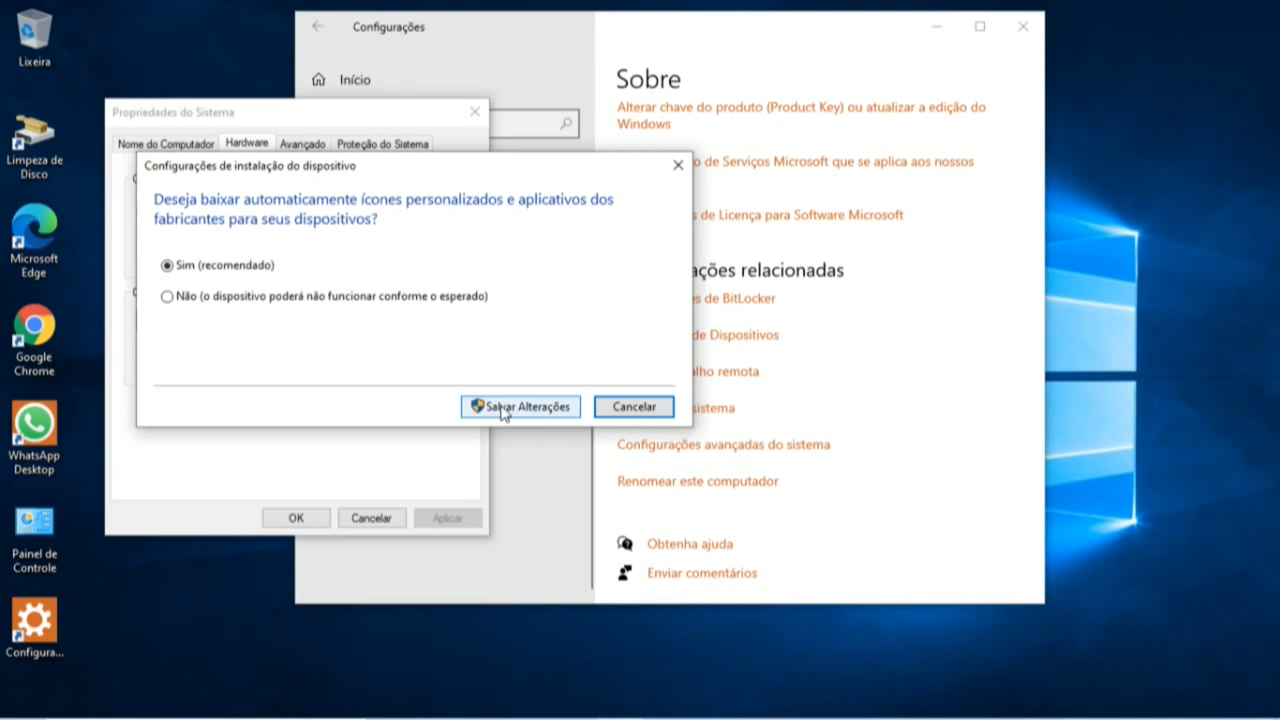 Lixeira
Limpeza de
Disco
Microsoft
Edge
Google
Chrome
WhatsApp
Desktop
Painel de
Controle
Configura...
Configurações
Início
Sobre
Alterar chave do produto (Product Key) ou atualizar a edição do
Windows
o de Serviços Microsoft que se aplica aos nossos
s de Licença para Software Microsoft
ações relacionadas
es de BitLocker
de Dispositivos
lho remota
sistema
Configurações avançadas do sistema
Renomear este computador
Obtenha ajuda
Enviar comentários
Propriedades do Sistema
Nome do Computador Hardware Avançado Proteção do Sistema
Configurações de instalação do dispositivo
Deseja baixar automaticamente ícones personalizados e aplicativos dos
fabricantes para seus dispositivos?
Sim (recomendado)
Não (o dispositivo poderá não funcionar conforme o esperado)
Salvar Alterações Cancelar
OK Cancelar Aplicar